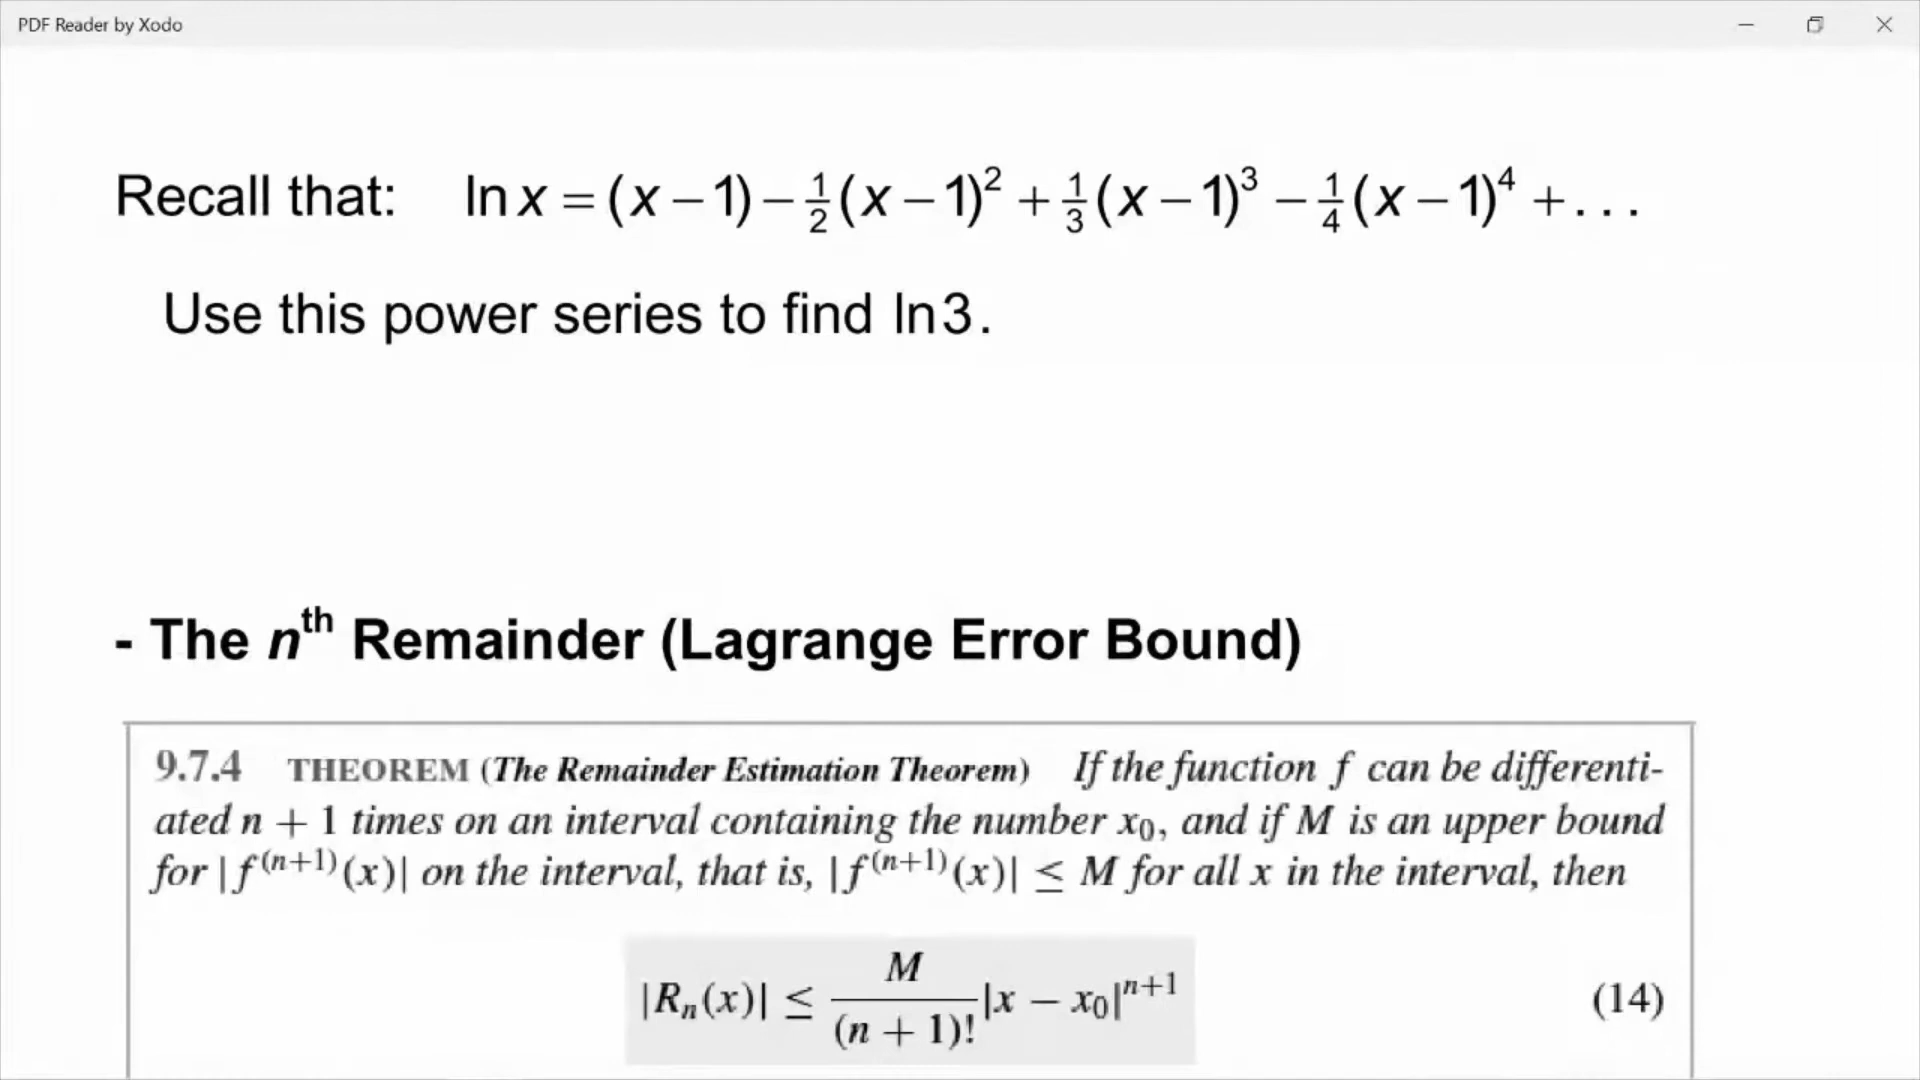 PDF Reader by Xodo
Recall that: ln x = (x − 1) − ½(x − 1)² + ⅓(x − 1)³ − ¼(x − 1)⁴ + . . .
Use this power series to find ln 3.
- The nᵗʰ Remainder (Lagrange Error Bound)
9.7.4 THEOREM (The Remainder Estimation Theorem) If the function f can be differenti-
ated n + 1 times on an interval containing the number x₀, and if M is an upper bound
for |f⁽ⁿ⁺¹⁾(x)| on the interval, that is, |f⁽ⁿ⁺¹⁾(x)| ≤ M for all x in the interval, then
|Rₙ(x)| ≤ M/(n + 1)! |x − x₀|ⁿ⁺¹ (14)